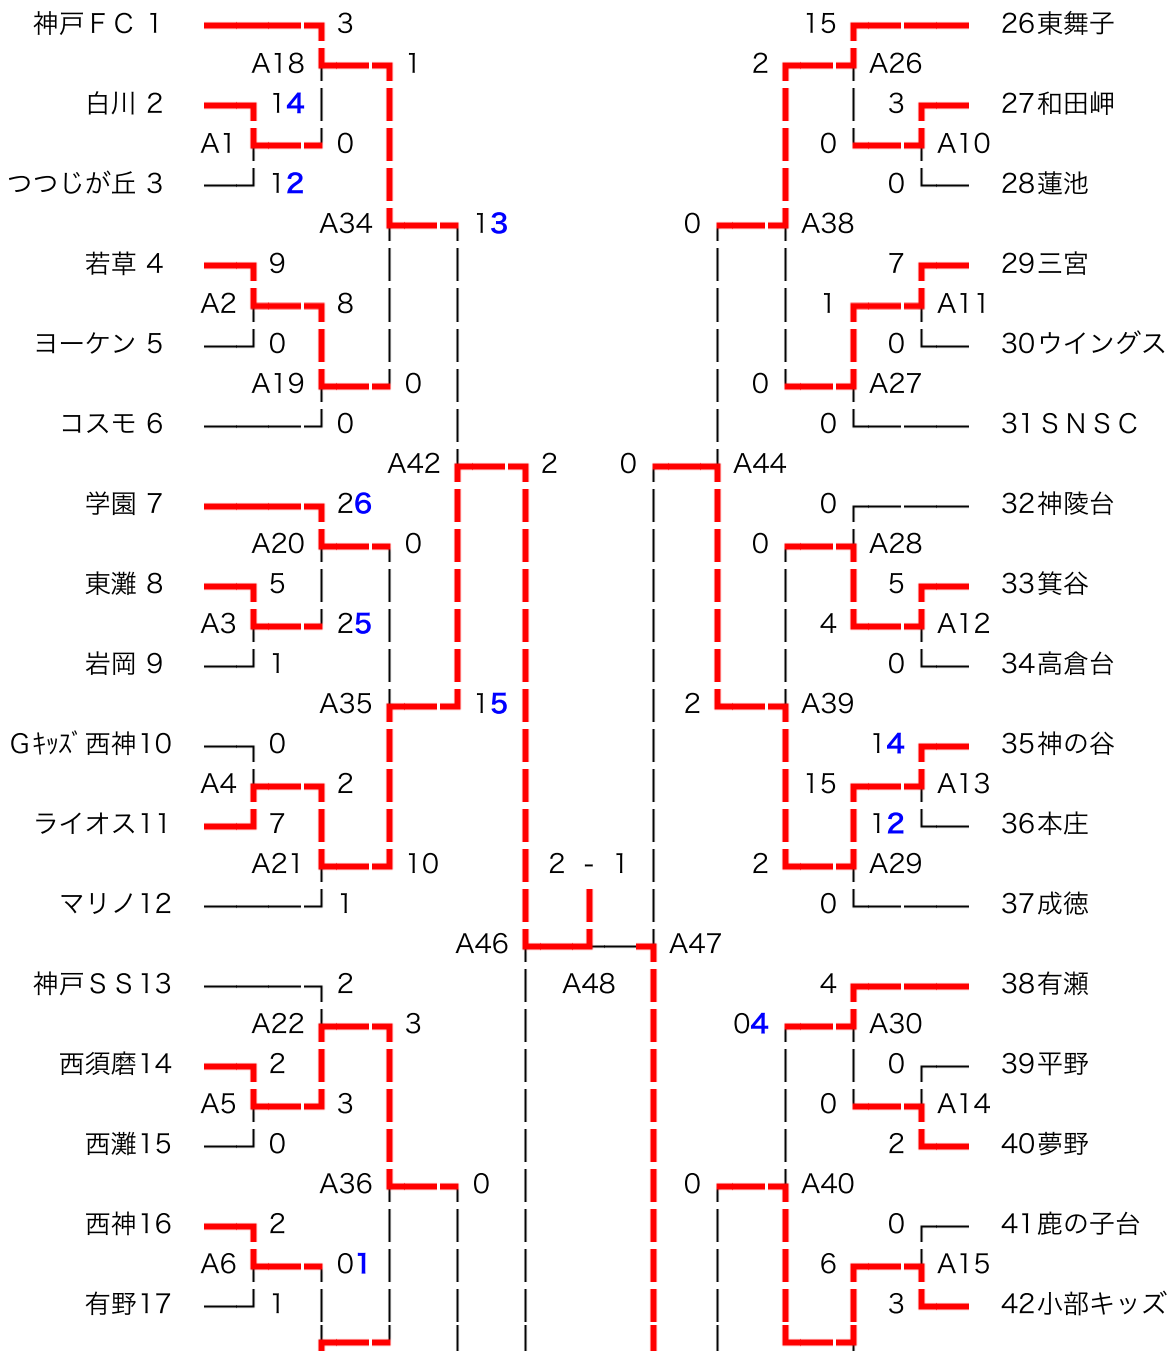 神戸ＦＣ 1 3 15 26東舞子
A18 1 2 A26
白川 2 14 3 27和田岬
A1 0 0 A10
つつじが丘 3 12 0 28蓮池
A34 13 0 A38
若草 4 9 7 29三宮
A2 8 1 A11
ヨーケン 5 0 0 30ウイングス
A19 0 0 A27
コスモ 6 0 0 31ＳＮＳＣ
A42 2 0 A44
学園 7 26 0 32神陵台
A20 0 0 A28
東灘 8 5 5 33箕谷
A3 25 4 A12
岩岡 9 1 0 34高倉台
A35 15 2 A39
Gｷｯｽﾞ西神10 0 14 35神の谷
A4 2 15 A13
ライオス11 7 12 36本庄
A21 10 2 - 1 2 A29
マリノ12 1 0 37成徳
A46 A47
神戸ＳＳ13 2 A48 4 38有瀬
A22 3 04 A30
西須磨14 2 0 39平野
A5 3 0 A14
西灘15 0 2 40夢野
A36 0 0 A40
西神16 2 0 41鹿の子台
A6 01 6 A15
有野17 1 3 42小部キッズ